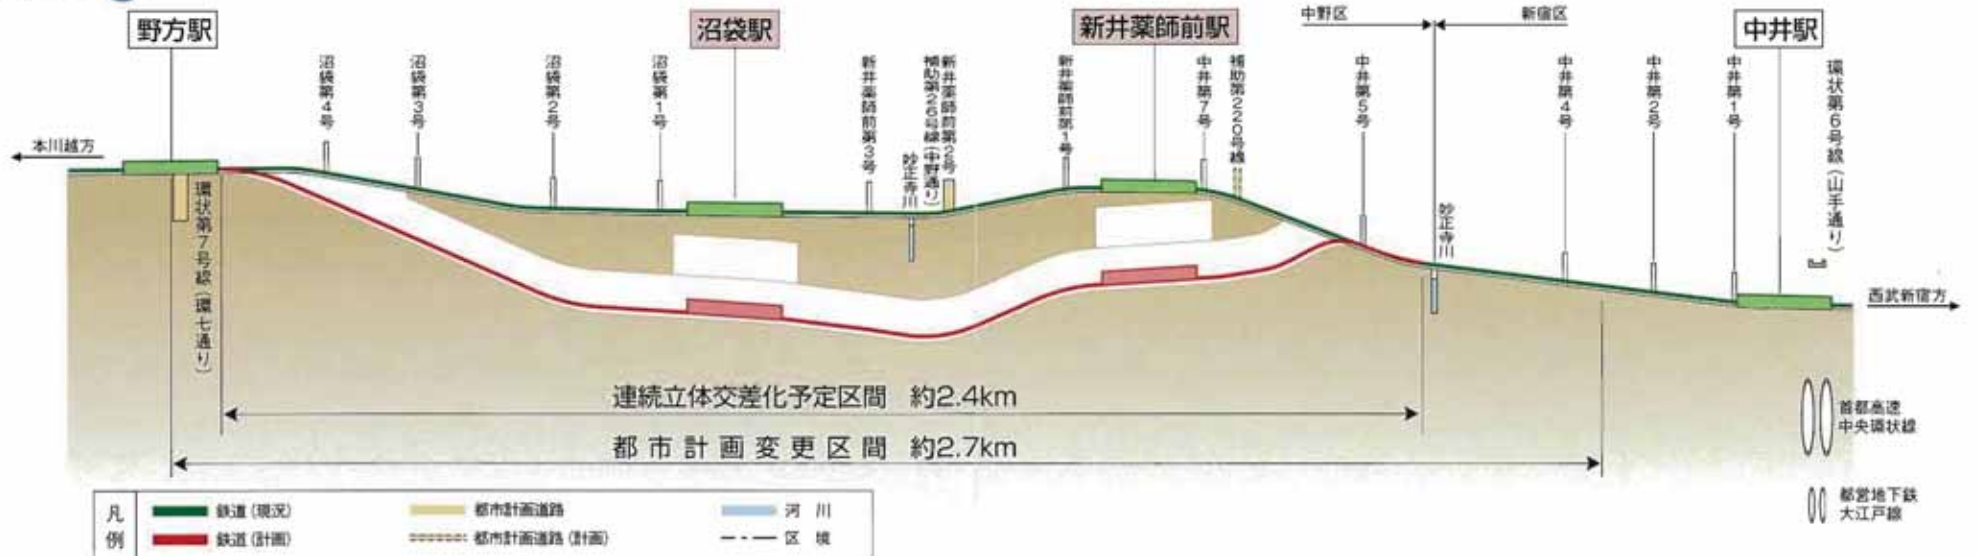 野方駅
沼袋駅
新井薬師前駅
中野区
新宿区
中井駅
沼袋第4号
沼袋第3号
沼袋第2号
沼袋第1号
新井薬師前第3号
妙正寺川
補助第26号線(中野通り)
新井薬師前第2号
新井薬師前第1号
中井第7号
補助第220号線
中井第5号
妙正寺川
中井第4号
中井第2号
中井第1号
環状第6号線(山手通り)
本川越方
西武新宿方
環状第7号線(環七通り)
連続立体交差化予定区間 約2.4km
都市計画変更区間 約2.7km
首都高速
中央環状線
都営地下鉄
大江戸線
凡例
鉄道(現況)
都市計画道路
河川
鉄道(計画)
都市計画道路(計画)
区境